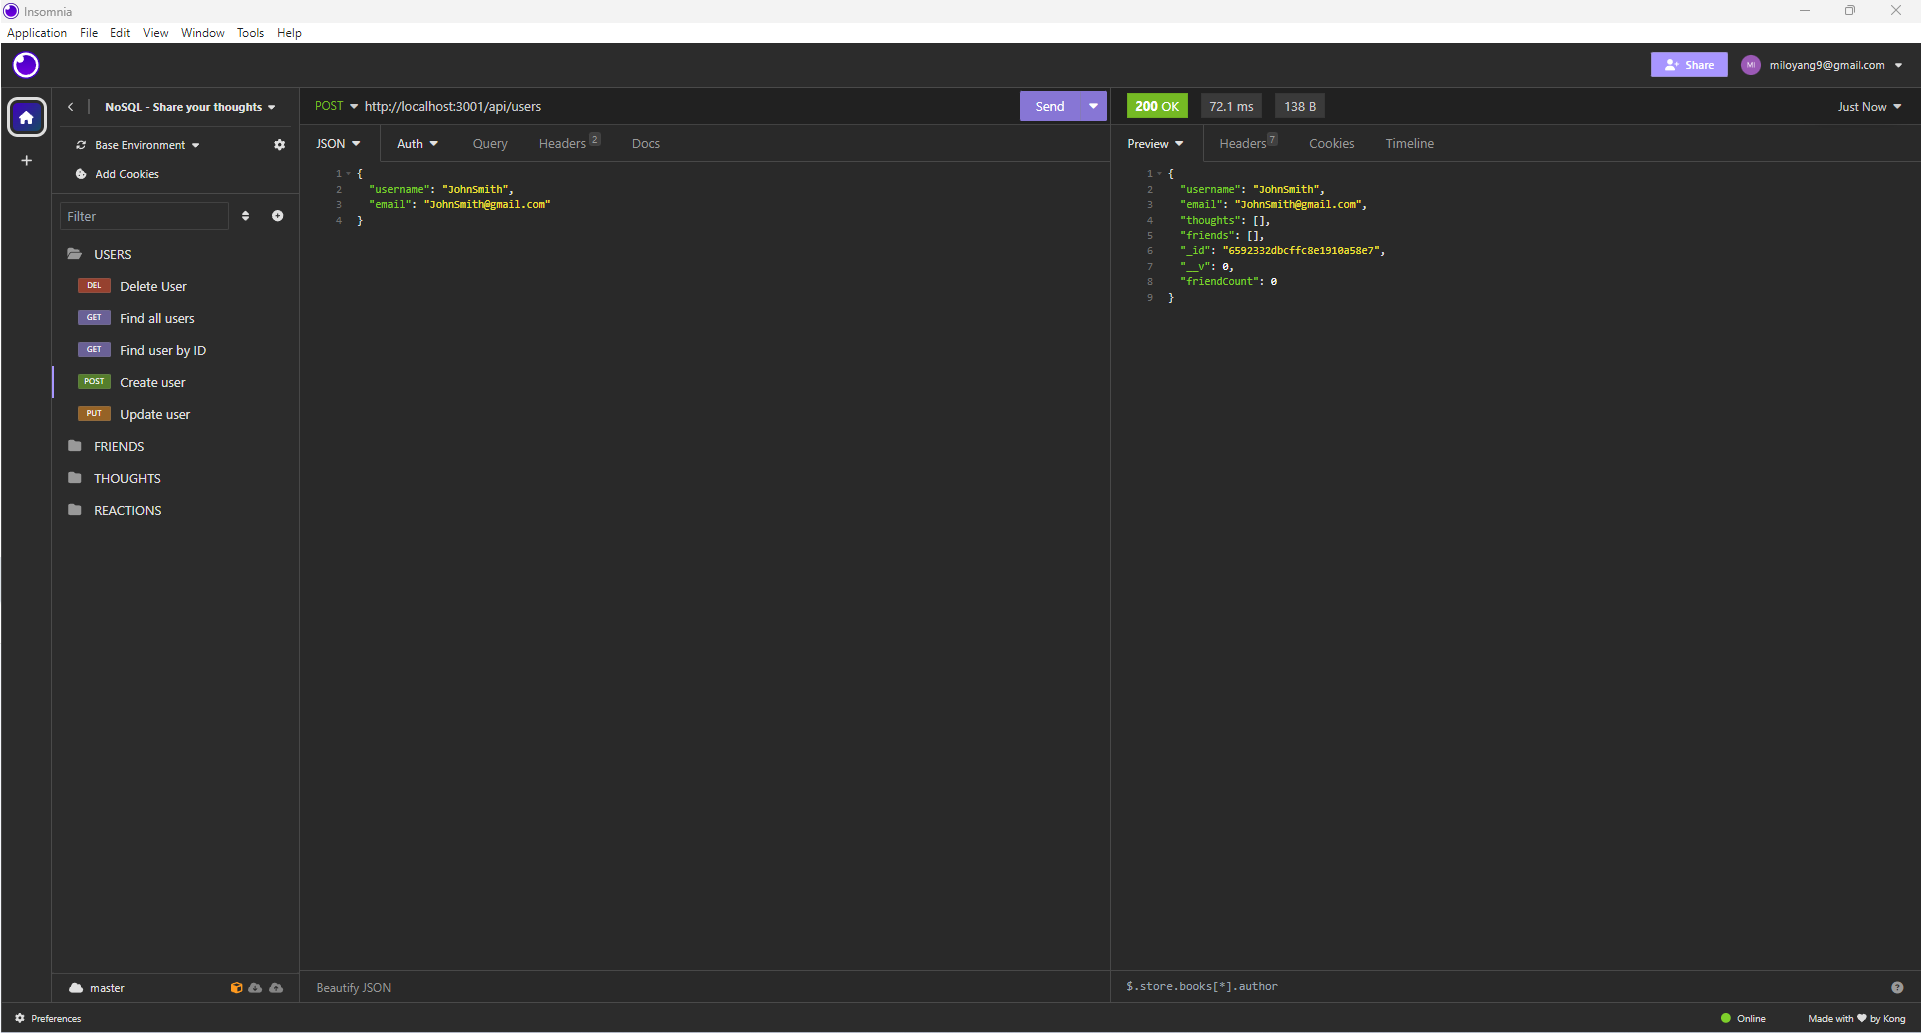 Insomnia
Application File Edit View Window Tools Help
Share MI miloyang9@gmail.com
NoSQL - Share your thoughts
Base Environment
Add Cookies
Filter
USERS
DEL Delete User
GET Find all users
GET Find user by ID
POST Create user
PUT Update user
FRIENDS
THOUGHTS
REACTIONS
master
POST http://localhost:3001/api/users Send
JSON Auth Query Headers 2 Docs
1 {
2 "username": "JohnSmith",
3 "email": "JohnSmith@gmail.com"
4 }
Beautify JSON
200 OK 72.1 ms 138 B Just Now
Preview Headers 7 Cookies Timeline
1 {
2 "username": "JohnSmith",
3 "email": "JohnSmith@gmail.com",
4 "thoughts": [],
5 "friends": [],
6 "_id": "6592332dbcffc8e1910a58e7",
7 "__v": 0,
8 "friendCount": 0
9 }
$.store.books[*].author
Preferences Online Made with ♥ by Kong